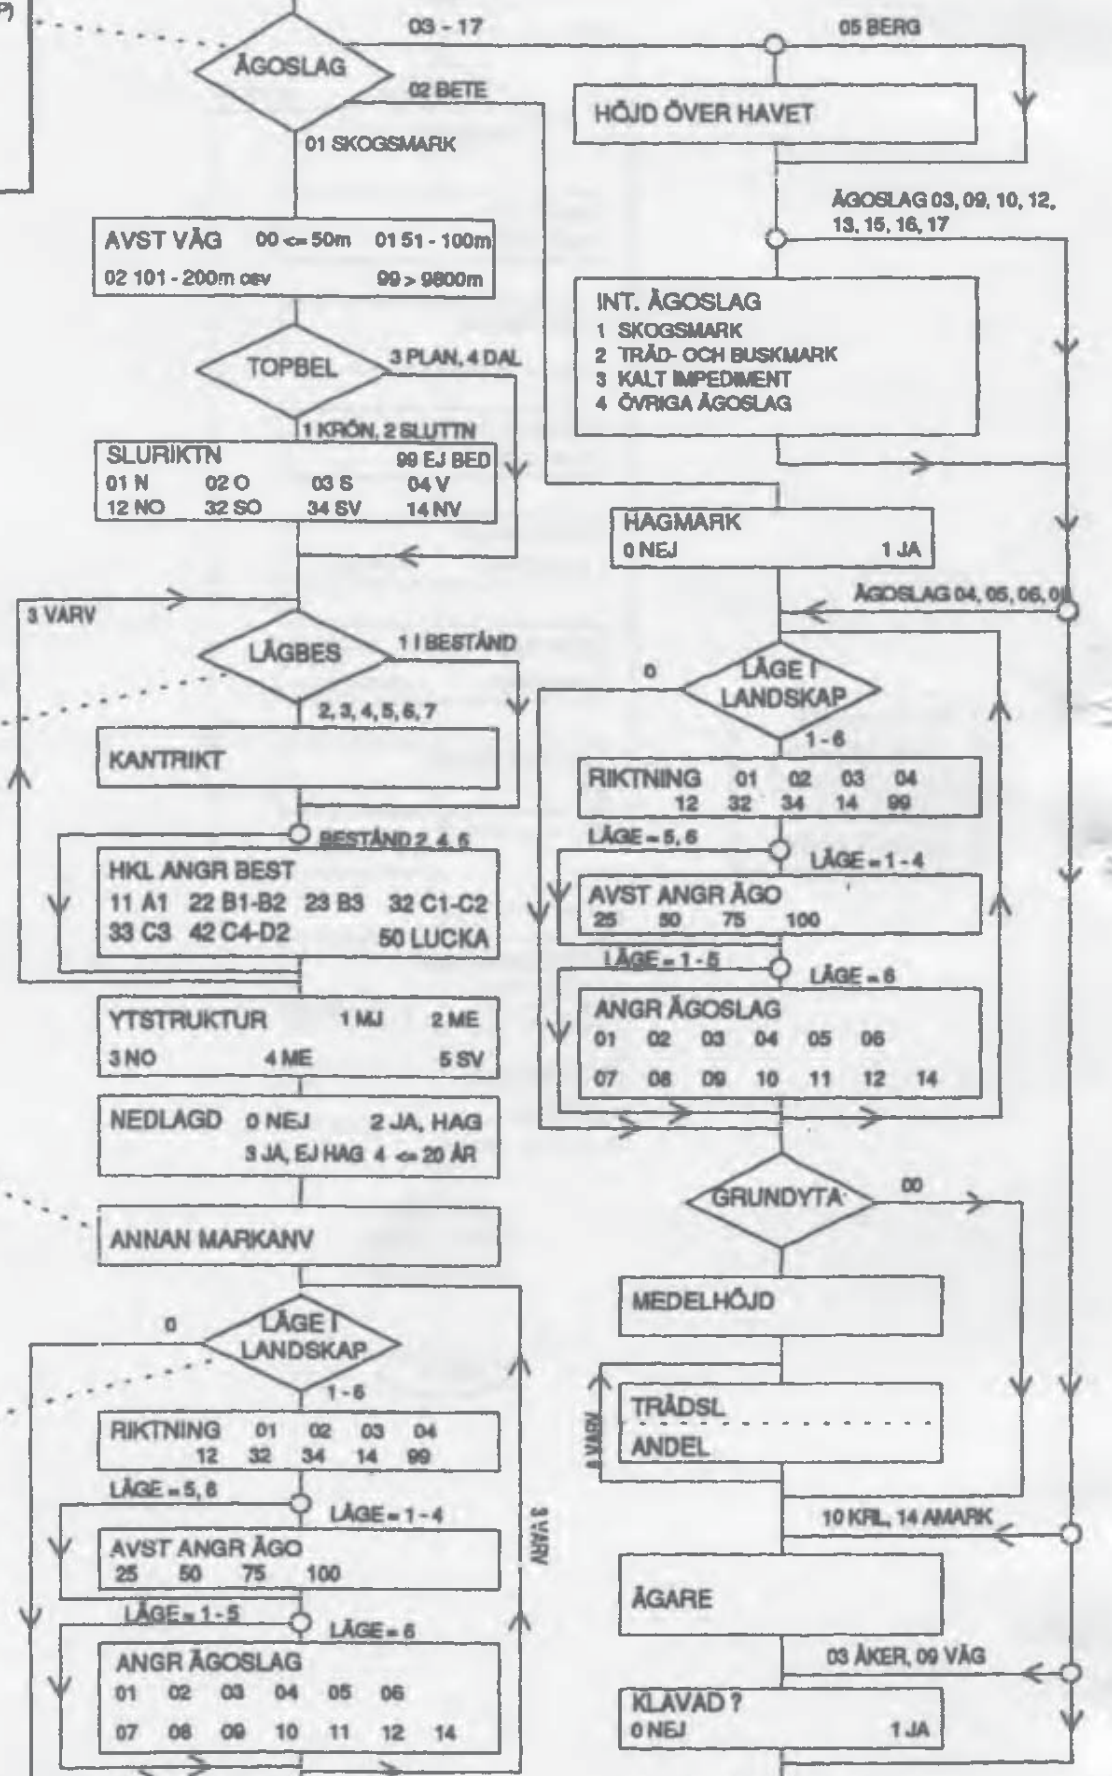 P)
ÄGOSLAG
03 - 17
02 BETE
01 SKOGSMARK
AVST VÄG 00 <= 50m 01 51 - 100m
02 101 - 200m osv 99 > 9800m
TOPBEL
3 PLAN, 4 DAL
1 KRÖN, 2 SLUTTN
SLURIKTN 99 EJ BED
01 N 02 O 03 S 04 V
12 NO 32 SO 34 SV 14 NV
3 VARV
LÄGBES
1 I BESTÅND
2, 3, 4, 5, 6, 7
KANTRIKT
BESTÅND 2, 4, 5
HKL ANGR BEST
11 A1 22 B1-B2 23 B3 32 C1-C2
33 C3 42 C4-D2 50 LUCKA
YTSTRUKTUR 1 MJ 2 ME
3 NO 4 ME 5 SV
NEDLAGD 0 NEJ 2 JA, HAG
3 JA, EJ HAG 4 <= 20 ÅR
ANNAN MARKANV
0
LÄGE I
LANDSKAP
1 - 6
RIKTNING 01 02 03 04
12 32 34 14 99
LÄGE = 5, 6
LÄGE = 1 - 4
AVST ANGR ÄGO
25 50 75 100
LÄGE = 1 - 5
LÄGE = 6
ANGR ÄGOSLAG
01 02 03 04 05 06
07 08 09 10 11 12 14
3 VARV
05 BERG
HÖJD ÖVER HAVET
ÄGOSLAG 03, 09, 10, 12,
13, 15, 16, 17
INT. ÄGOSLAG
1 SKOGSMARK
2 TRÄD- OCH BUSKMARK
3 KALT IMPEDIMENT
4 ÖVRIGA ÄGOSLAG
HAGMARK
0 NEJ 1 JA
ÄGOSLAG 04, 05, 06,
0
LÄGE I
LANDSKAP
1 - 6
RIKTNING 01 02 03 04
12 32 34 14 99
LÄGE = 5, 6
LÄGE = 1 - 4
AVST ANGR ÄGO
25 50 75 100
LÄGE = 1 - 5
LÄGE = 6
ANGR ÄGOSLAG
01 02 03 04 05 06
07 08 09 10 11 12 14
GRUNDYTA
00
MEDELHÖJD
VARV
TRÄDSL
ANDEL
10 KRL, 14 AMARK
ÄGARE
03 ÅKER, 09 VÄG
KLAVAD ?
0 NEJ 1 JA